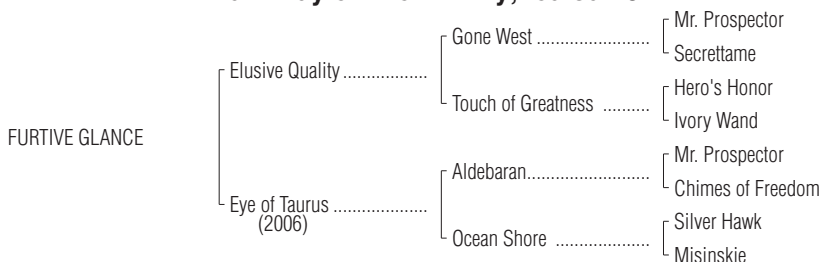 Mr. Prospector
Gone West ..................
Secrettame
Elusive Quality .................
Hero's Honor
Touch of Greatness ..........
Ivory Wand
FURTIVE GLANCE
Mr. Prospector
Aldebaran....................
Chimes of Freedom
Eye of Taurus ...................
(2006)
Silver Hawk
Ocean Shore ...................
Misinskie